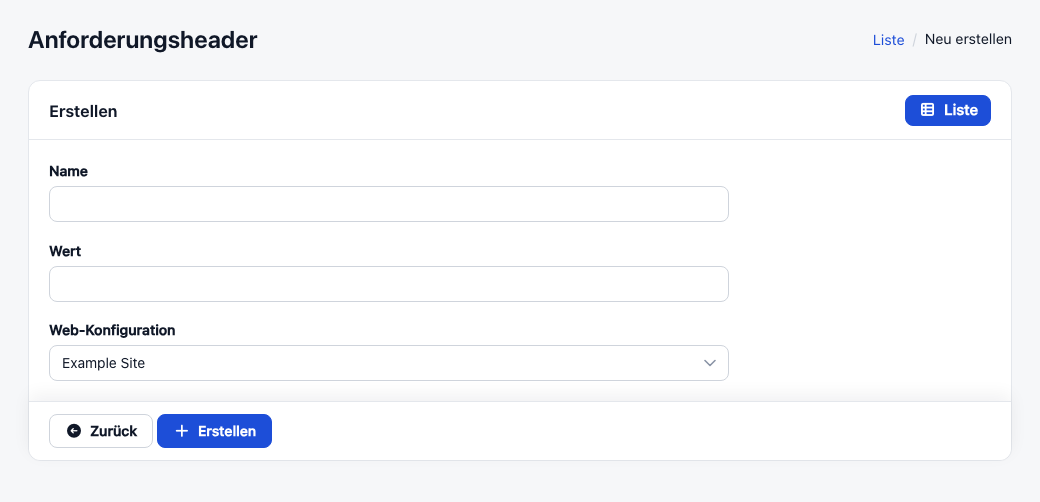 Anforderungsheader
Liste / Neu erstellen
Erstellen
Liste
Name
Wert
Web-Konfiguration
Example Site
Zurück
Erstellen